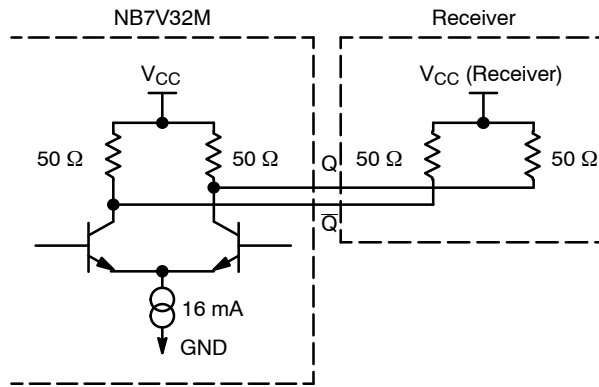 NB7V32M
Receiver
VCC
VCC (Receiver)
50 Ω
50 Ω
Q
50 Ω
50 Ω
Q̅
16 mA
GND